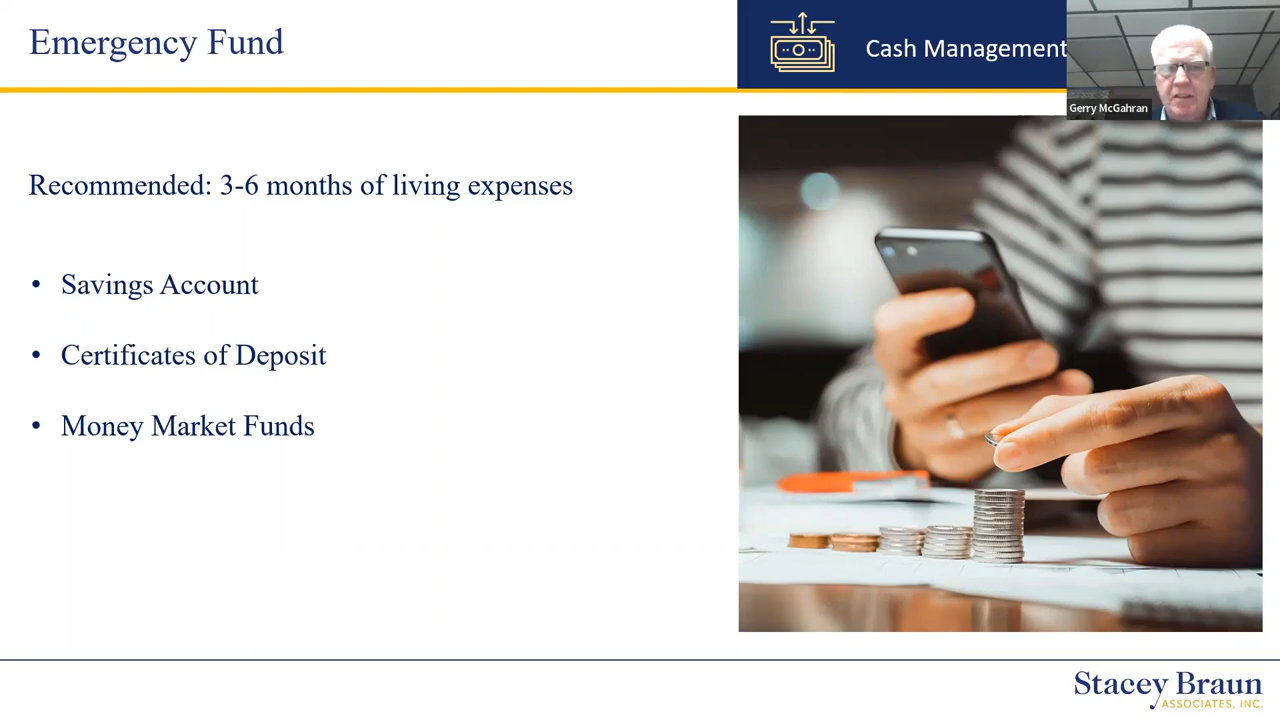 Emergency Fund
Cash Management
Gerry McGahran
Recommended: 3-6 months of living expenses
• Savings Account
• Certificates of Deposit
• Money Market Funds
Stacey Braun
ASSOCIATES, INC.